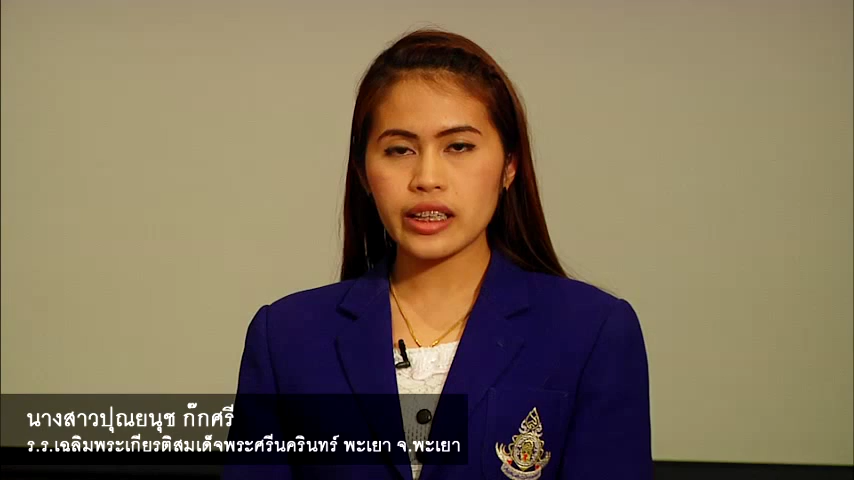 นางสาวปุณยนุช ก๊กศรี
ร.ร.เฉลิมพระเกียรติสมเด็จพระศรีนครินทร์ พะเยา จ.พะเยา